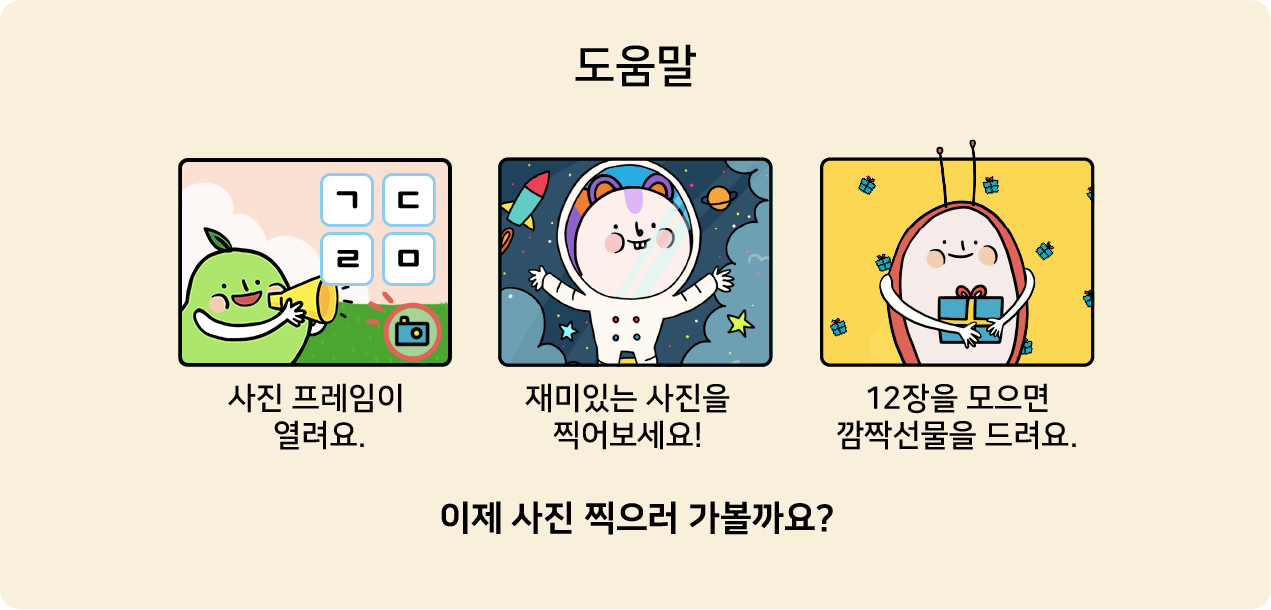 도움말
ㄱ ㄷ
ㄹ ㅁ
사진 프레임이
열려요.
재미있는 사진을
찍어보세요!
12장을 모으면
깜짝선물을 드려요.
이제 사진 찍으러 가볼까요?